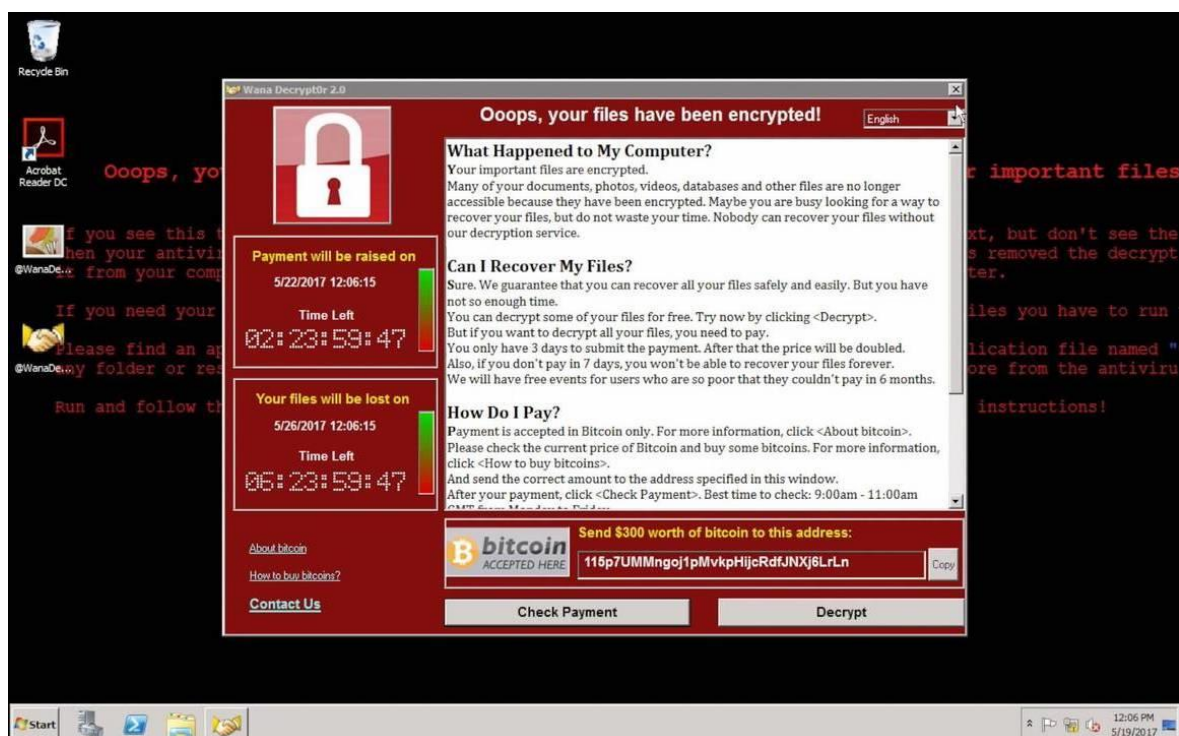 Recycle Bin
Acrobat
Reader DC
@WanaDe...
@WanaDe...
Ooops, yo
r important files
f you see this t
xt, but don't see the
hen your antivi
s removed the decrypt
t from your comp
ter.
If you need your
iles you have to run
lease find an ap
lication file named "
ny folder or res
ore from the antiviru
Run and follow th
instructions!
Wana Decrypt0r 2.0
Ooops, your files have been encrypted!
English
What Happened to My Computer?
Your important files are encrypted.
Many of your documents, photos, videos, databases and other files are no longer
accessible because they have been encrypted. Maybe you are busy looking for a way to
recover your files, but do not waste your time. Nobody can recover your files without
our decryption service.
Can I Recover My Files?
Sure. We guarantee that you can recover all your files safely and easily. But you have
not so enough time.
You can decrypt some of your files for free. Try now by clicking <Decrypt>.
But if you want to decrypt all your files, you need to pay.
You only have 3 days to submit the payment. After that the price will be doubled.
Also, if you don't pay in 7 days, you won't be able to recover your files forever.
We will have free events for users who are so poor that they couldn't pay in 6 months.
How Do I Pay?
Payment is accepted in Bitcoin only. For more information, click <About bitcoin>.
Please check the current price of Bitcoin and buy some bitcoins. For more information,
click <How to buy bitcoins>.
And send the correct amount to the address specified in this window.
After your payment, click <Check Payment>. Best time to check: 9:00am - 11:00am
GMT from Monday to Friday.
Payment will be raised on
5/22/2017 12:06:15
Time Left
02:23:59:47
Your files will be lost on
5/26/2017 12:06:15
Time Left
06:23:59:47
About bitcoin
How to buy bitcoins?
Contact Us
bitcoin
ACCEPTED HERE
Send $300 worth of bitcoin to this address:
115p7UMMngoj1pMvkpHijcRdfJNXj6LrLn
Copy
Check Payment
Decrypt
Start
12:06 PM
5/19/2017